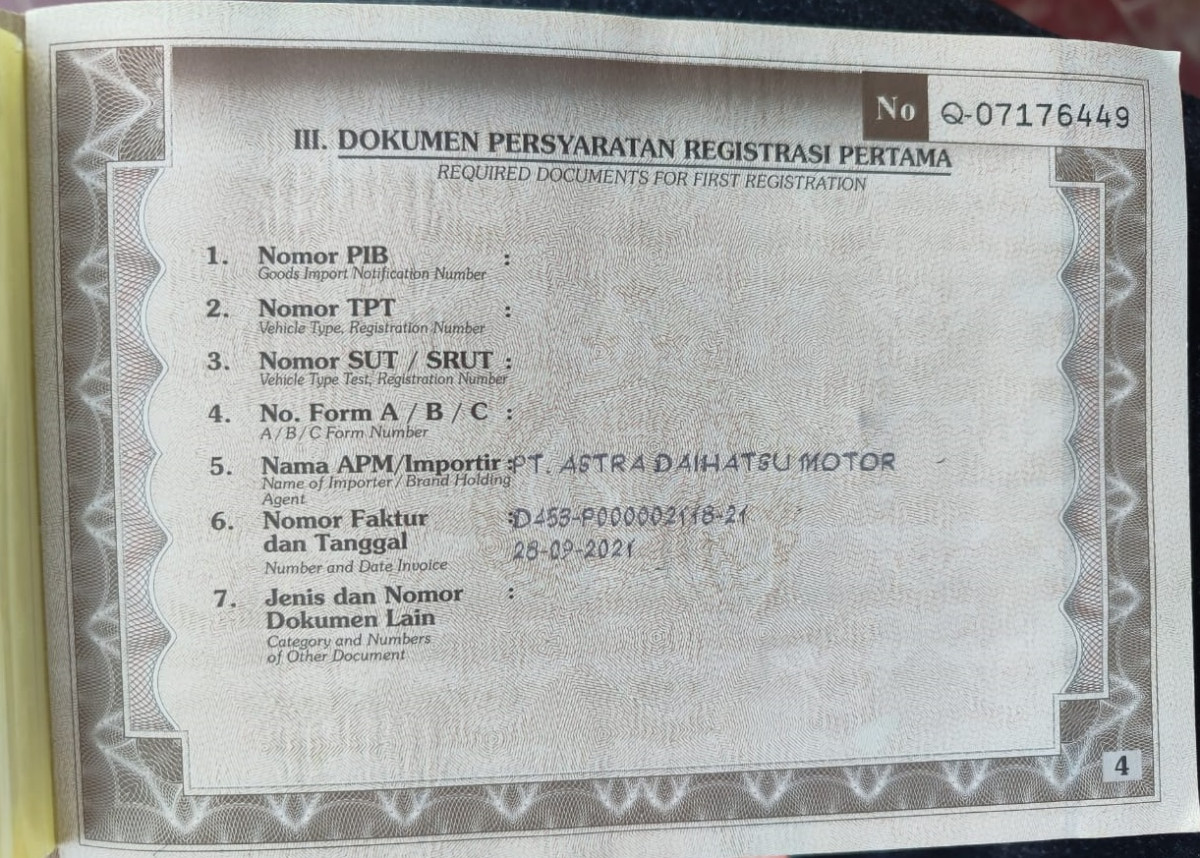 No Q-07176449
III. DOKUMEN PERSYARATAN REGISTRASI PERTAMA
REQUIRED DOCUMENTS FOR FIRST REGISTRATION
1. Nomor PIB :
Goods Import Notification Number
2. Nomor TPT :
Vehicle Type, Registration Number
3. Nomor SUT / SRUT :
Vehicle Type Test, Registration Number
4. No. Form A / B / C :
A / B / C Form Number
5. Nama APM/Importir : PT. ASTRA DAIHATSU MOTOR
Name of Importer / Brand Holding
Agent
6. Nomor Faktur : D453-P000002118-21
dan Tanggal 28-09-2021
Number and Date Invoice
7. Jenis dan Nomor :
Dokumen Lain
Category and Numbers
of Other Document
4